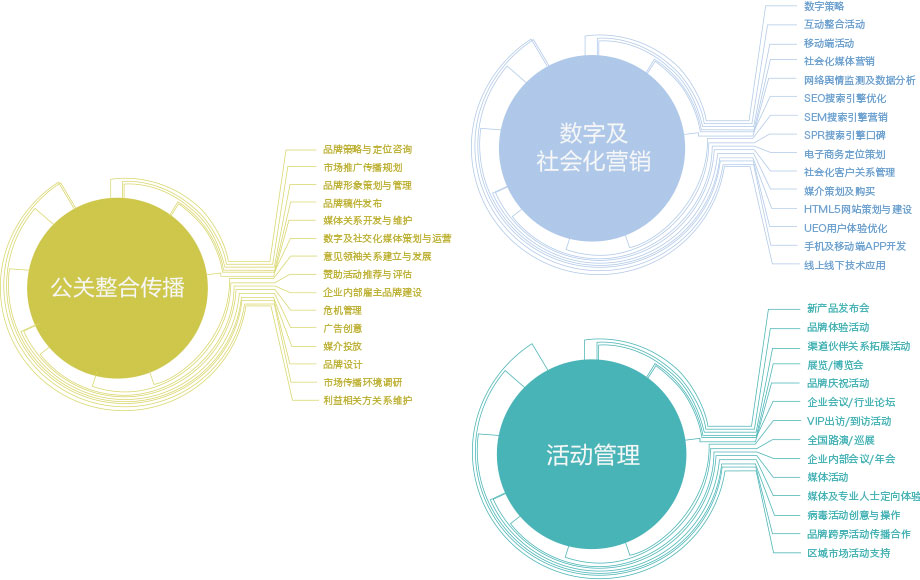 公关整合传播
品牌策略与定位咨询
市场推广传播规划
品牌形象策划与管理
品牌稿件发布
媒体关系开发与维护
数字及社交化媒体策划与运营
意见领袖关系建立与发展
赞助活动推荐与评估
企业内部雇主品牌建设
危机管理
广告创意
媒介投放
品牌设计
市场传播环境调研
利益相关方关系维护
数字及
社会化营销
数字策略
互动整合活动
移动端活动
社会化媒体营销
网络舆情监测及数据分析
SEO搜索引擎优化
SEM搜索引擎营销
SPR搜索引擎口碑
电子商务定位策划
社会化客户关系管理
媒介策划及购买
HTML5网站策划与建设
UEO用户体验优化
手机及移动端APP开发
线上线下技术应用
活动管理
新产品发布会
品牌体验活动
渠道伙伴关系拓展活动
展览/博览会
品牌庆祝活动
企业会议/行业论坛
VIP出访/到访活动
全国路演/巡展
企业内部会议/年会
媒体活动
媒体及专业人士定向体验
病毒活动创意与操作
品牌跨界活动传播合作
区域市场活动支持